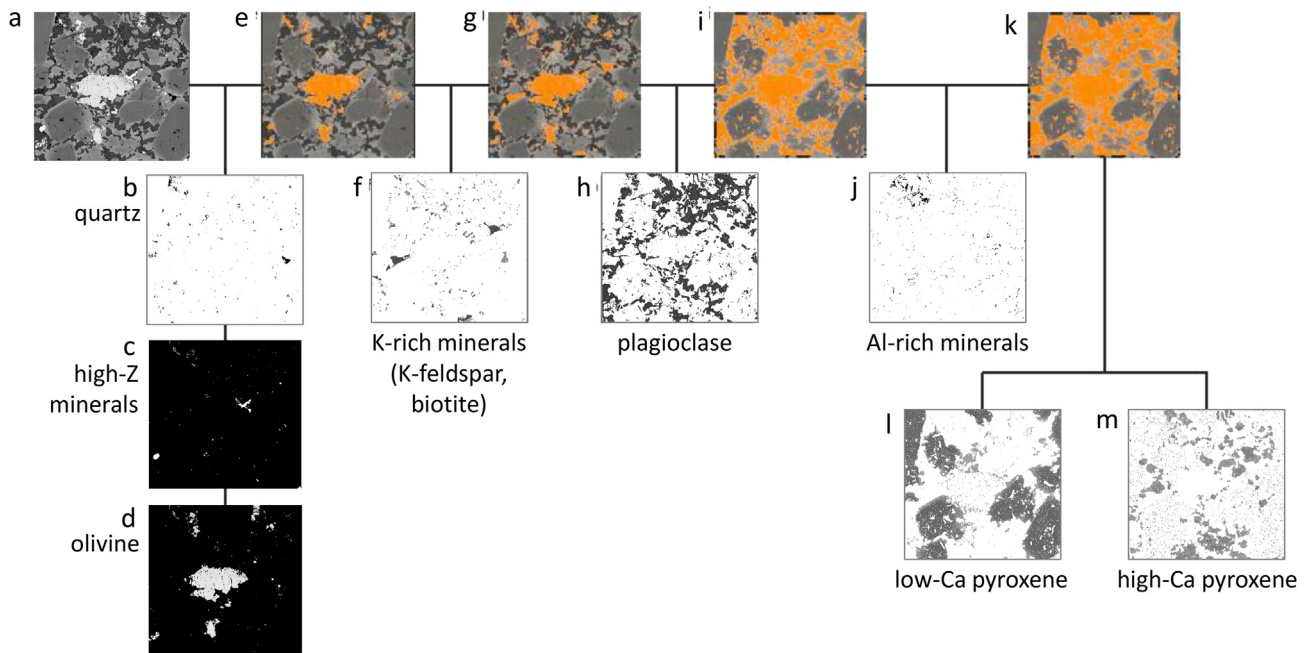 a
e
g
i
k
b
quartz
f
h
j
c
high-Z
minerals
K-rich minerals
(K-feldspar,
biotite)
plagioclase
Al-rich minerals
d
olivine
l
m
low-Ca pyroxene
high-Ca pyroxene